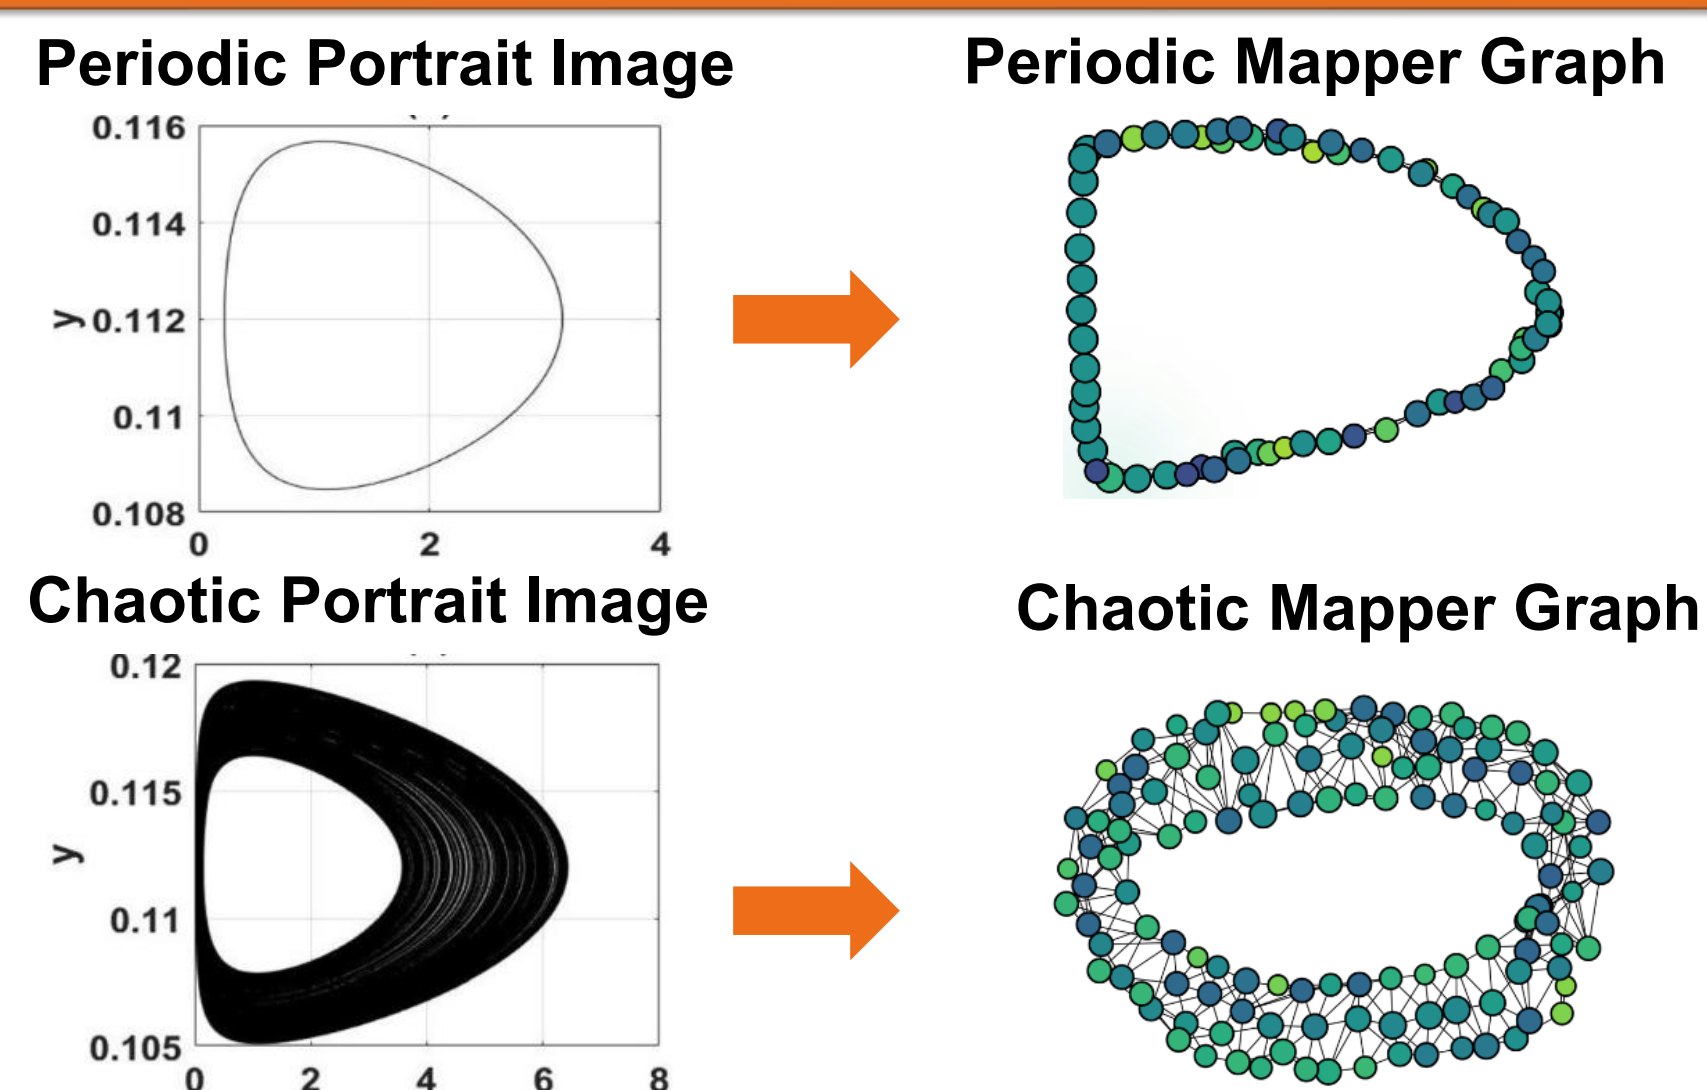 Periodic Portrait Image
Periodic Mapper Graph
0.116
0.114
y
0.112
0.11
0.108
0
2
4
Chaotic Portrait Image
Chaotic Mapper Graph
0.12
0.115
y
0.11
0.105
0
2
4
6
8